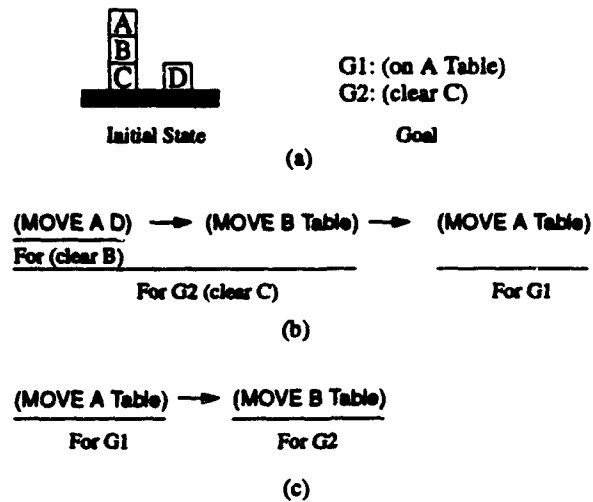 A
B
C D
G1: (on A Table)
G2: (clear C)
Initial State
Goal
(a)
(MOVE A D) → (MOVE B Table) → (MOVE A Table)
For (clear B)
For G2 (clear C)
For G1
(b)
(MOVE A Table) → (MOVE B Table)
For G1
For G2
(c)